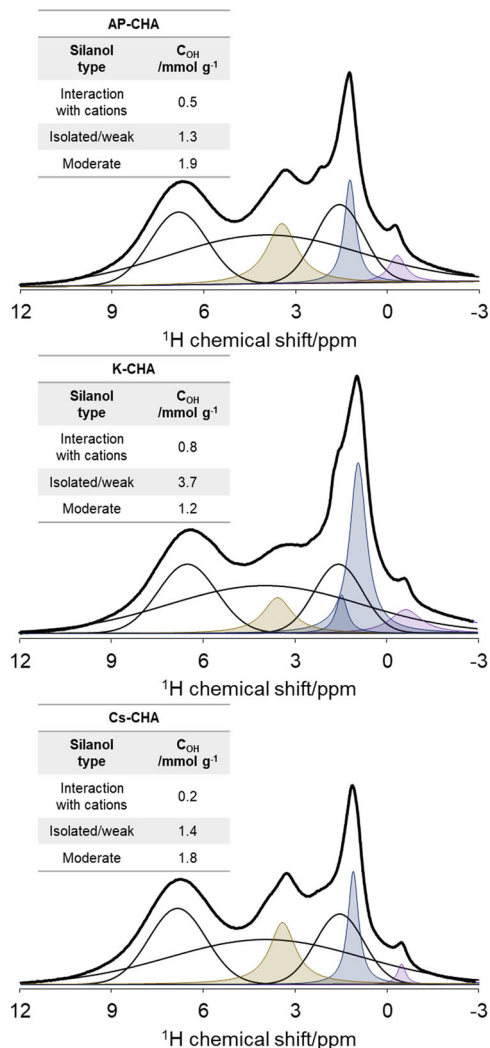 AP-CHA
Silanol type C_OH /mmol g⁻¹
Interaction with cations 0.5
Isolated/weak 1.3
Moderate 1.9
12 9 6 3 0 -3
¹H chemical shift/ppm
K-CHA
Silanol type C_OH /mmol g⁻¹
Interaction with cations 0.8
Isolated/weak 3.7
Moderate 1.2
12 9 6 3 0 -3
¹H chemical shift/ppm
Cs-CHA
Silanol type C_OH /mmol g⁻¹
Interaction with cations 0.2
Isolated/weak 1.4
Moderate 1.8
12 9 6 3 0 -3
¹H chemical shift/ppm